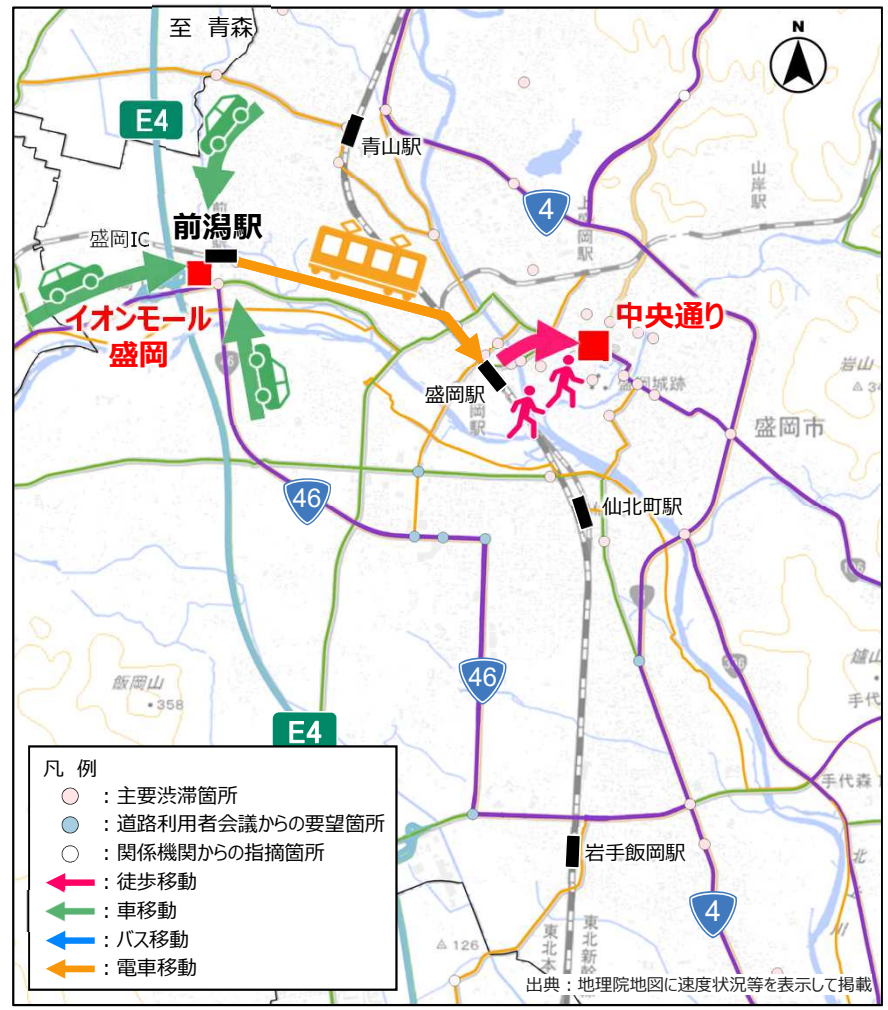 至 青森
N
E4
青山駅
山岸駅
4
上盛岡駅
前潟駅
盛岡IC
イオンモール
盛岡
中央通り
岩山
盛岡城跡
盛岡駅
盛岡市
46
仙北町駅
106
46
飯岡山
・358
E4
手代森
凡 例
：主要渋滞箇所
：道路利用者会議からの要望箇所
：関係機関からの指摘箇所
：徒歩移動
：車移動
：バス移動
：電車移動
岩手飯岡駅
4
北上川
△126
東北本
東北新幹
出典：地理院地図に速度状況等を表示して掲載